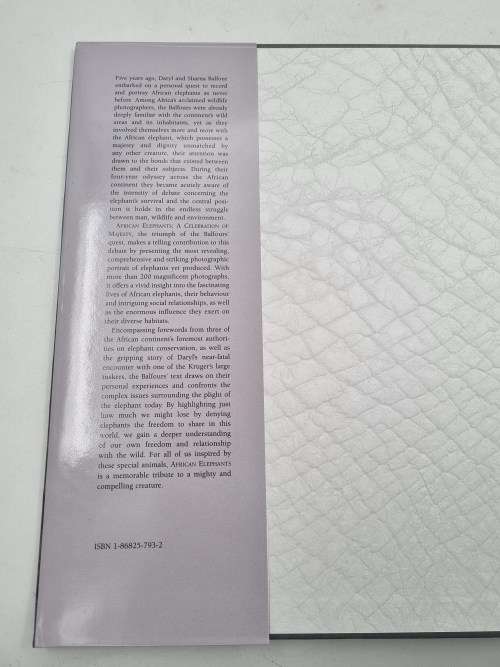 Five years ago, Daryl and Sharna Balfour
embarked on a personal quest to record
and portray African elephants as never
before. Among Africa's acclaimed wildlife
photographers, the Balfours were already
deeply familiar with the continent's wild
areas and its inhabitants, yet as they
involved themselves more and more with
the African elephant, which possesses a
majesty and dignity unmatched by
any other creature, their attention was
drawn to the bonds that existed between
them and their subjects. During their
four-year odyssey across the African
continent they became acutely aware of
the intensity of debate concerning the
elephant's survival and the central posi-
tion it holds in the endless struggle
between man, wildlife and environment.
AFRICAN ELEPHANTS: A CELEBRATION OF
MAJESTY, the triumph of the Balfours'
quest, makes a telling contribution to this
debate by presenting the most revealing,
comprehensive and striking photographic
portrait of elephants yet produced. With
more than 200 magnificent photographs,
it offers a vivid insight into the fascinating
lives of African elephants, their behaviour
and intriguing social relationships, as well
as the enormous influence they exert on
their diverse habitats.
Encompassing forewords from three of
the African continent's foremost authori-
ties on elephant conservation, as well as
the gripping story of Daryl's near-fatal
encounter with one of the Kruger's large
tuskers, the Balfours' text draws on their
personal experiences and confronts the
complex issues surrounding the plight of
the elephant today. By highlighting just
how much we might lose by denying
elephants the freedom to share in this
world, we gain a deeper understanding
of our own freedom and relationship
with the wild. For all of us inspired by
these special animals, AFRICAN ELEPHANTS
is a memorable tribute to a mighty and
compelling creature.
ISBN 1-86825-793-2